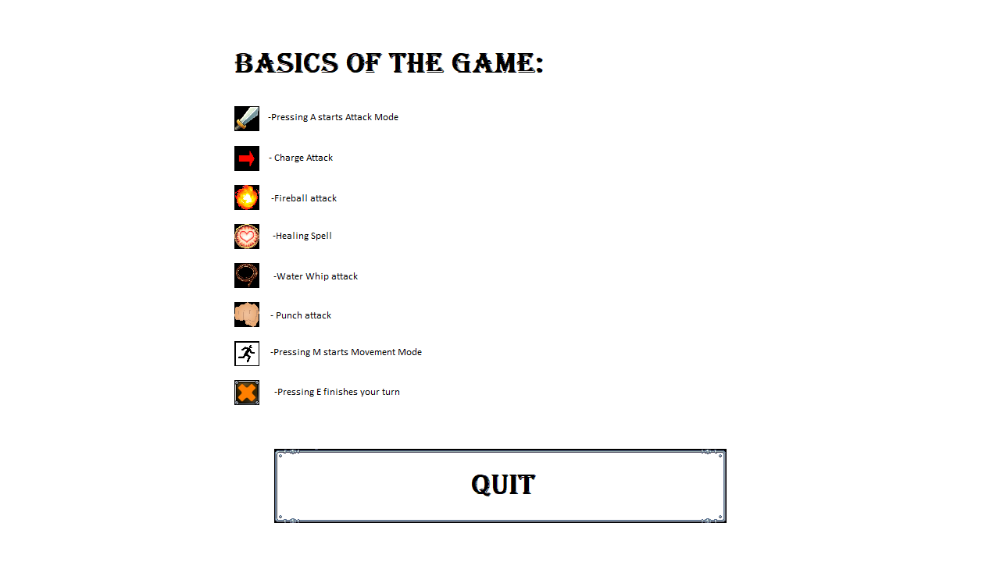 BASICS OF THE GAME:
-Pressing A starts Attack Mode
- Charge Attack
-Fireball attack
-Healing Spell
-Water Whip attack
- Punch attack
-Pressing M starts Movement Mode
-Pressing E finishes your turn
QUIT